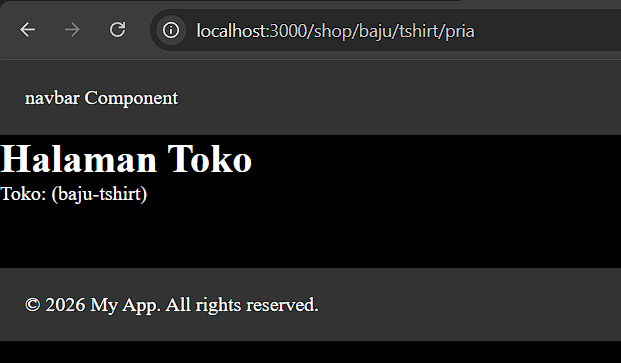 localhost:3000/shop/baju/tshirt/pria
navbar Component
Halaman Toko
Toko: (baju-tshirt)
© 2026 My App. All rights reserved.